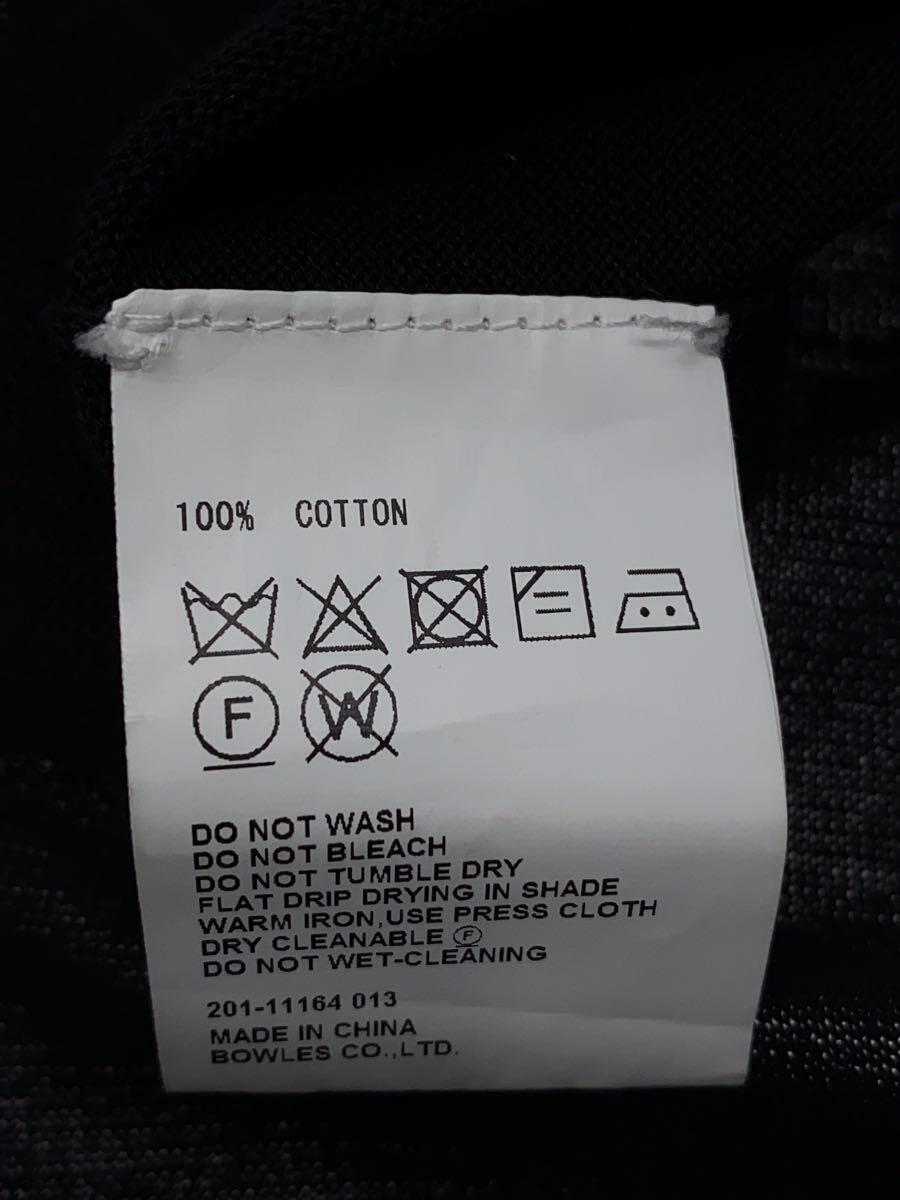 100% COTTON
F W
DO NOT WASH
DO NOT BLEACH
DO NOT TUMBLE DRY
FLAT DRIP DRYING IN SHADE
WARM IRON,USE PRESS CLOTH
DRY CLEANABLE Ⓕ
DO NOT WET-CLEANING
201-11164 013
MADE IN CHINA
BOWLES CO.,LTD.